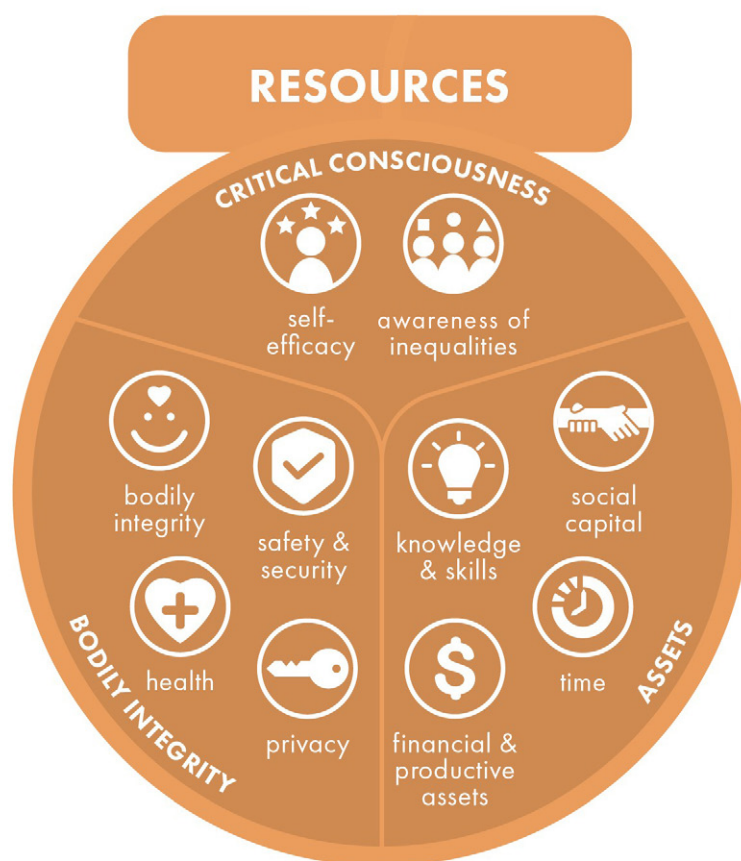 RESOURCES
CRITICAL CONSCIOUSNESS
self-
efficacy
awareness of
inequalities
bodily
integrity
safety &
security
health
privacy
BODILY INTEGRITY
knowledge
& skills
social
capital
financial &
productive
assets
time
ASSETS
$